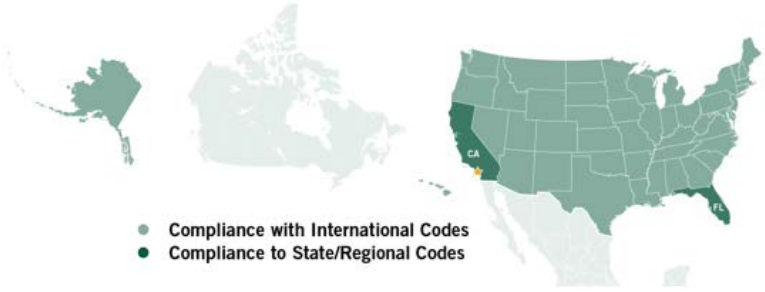 CA
FL
Compliance with International Codes
Compliance to State/Regional Codes